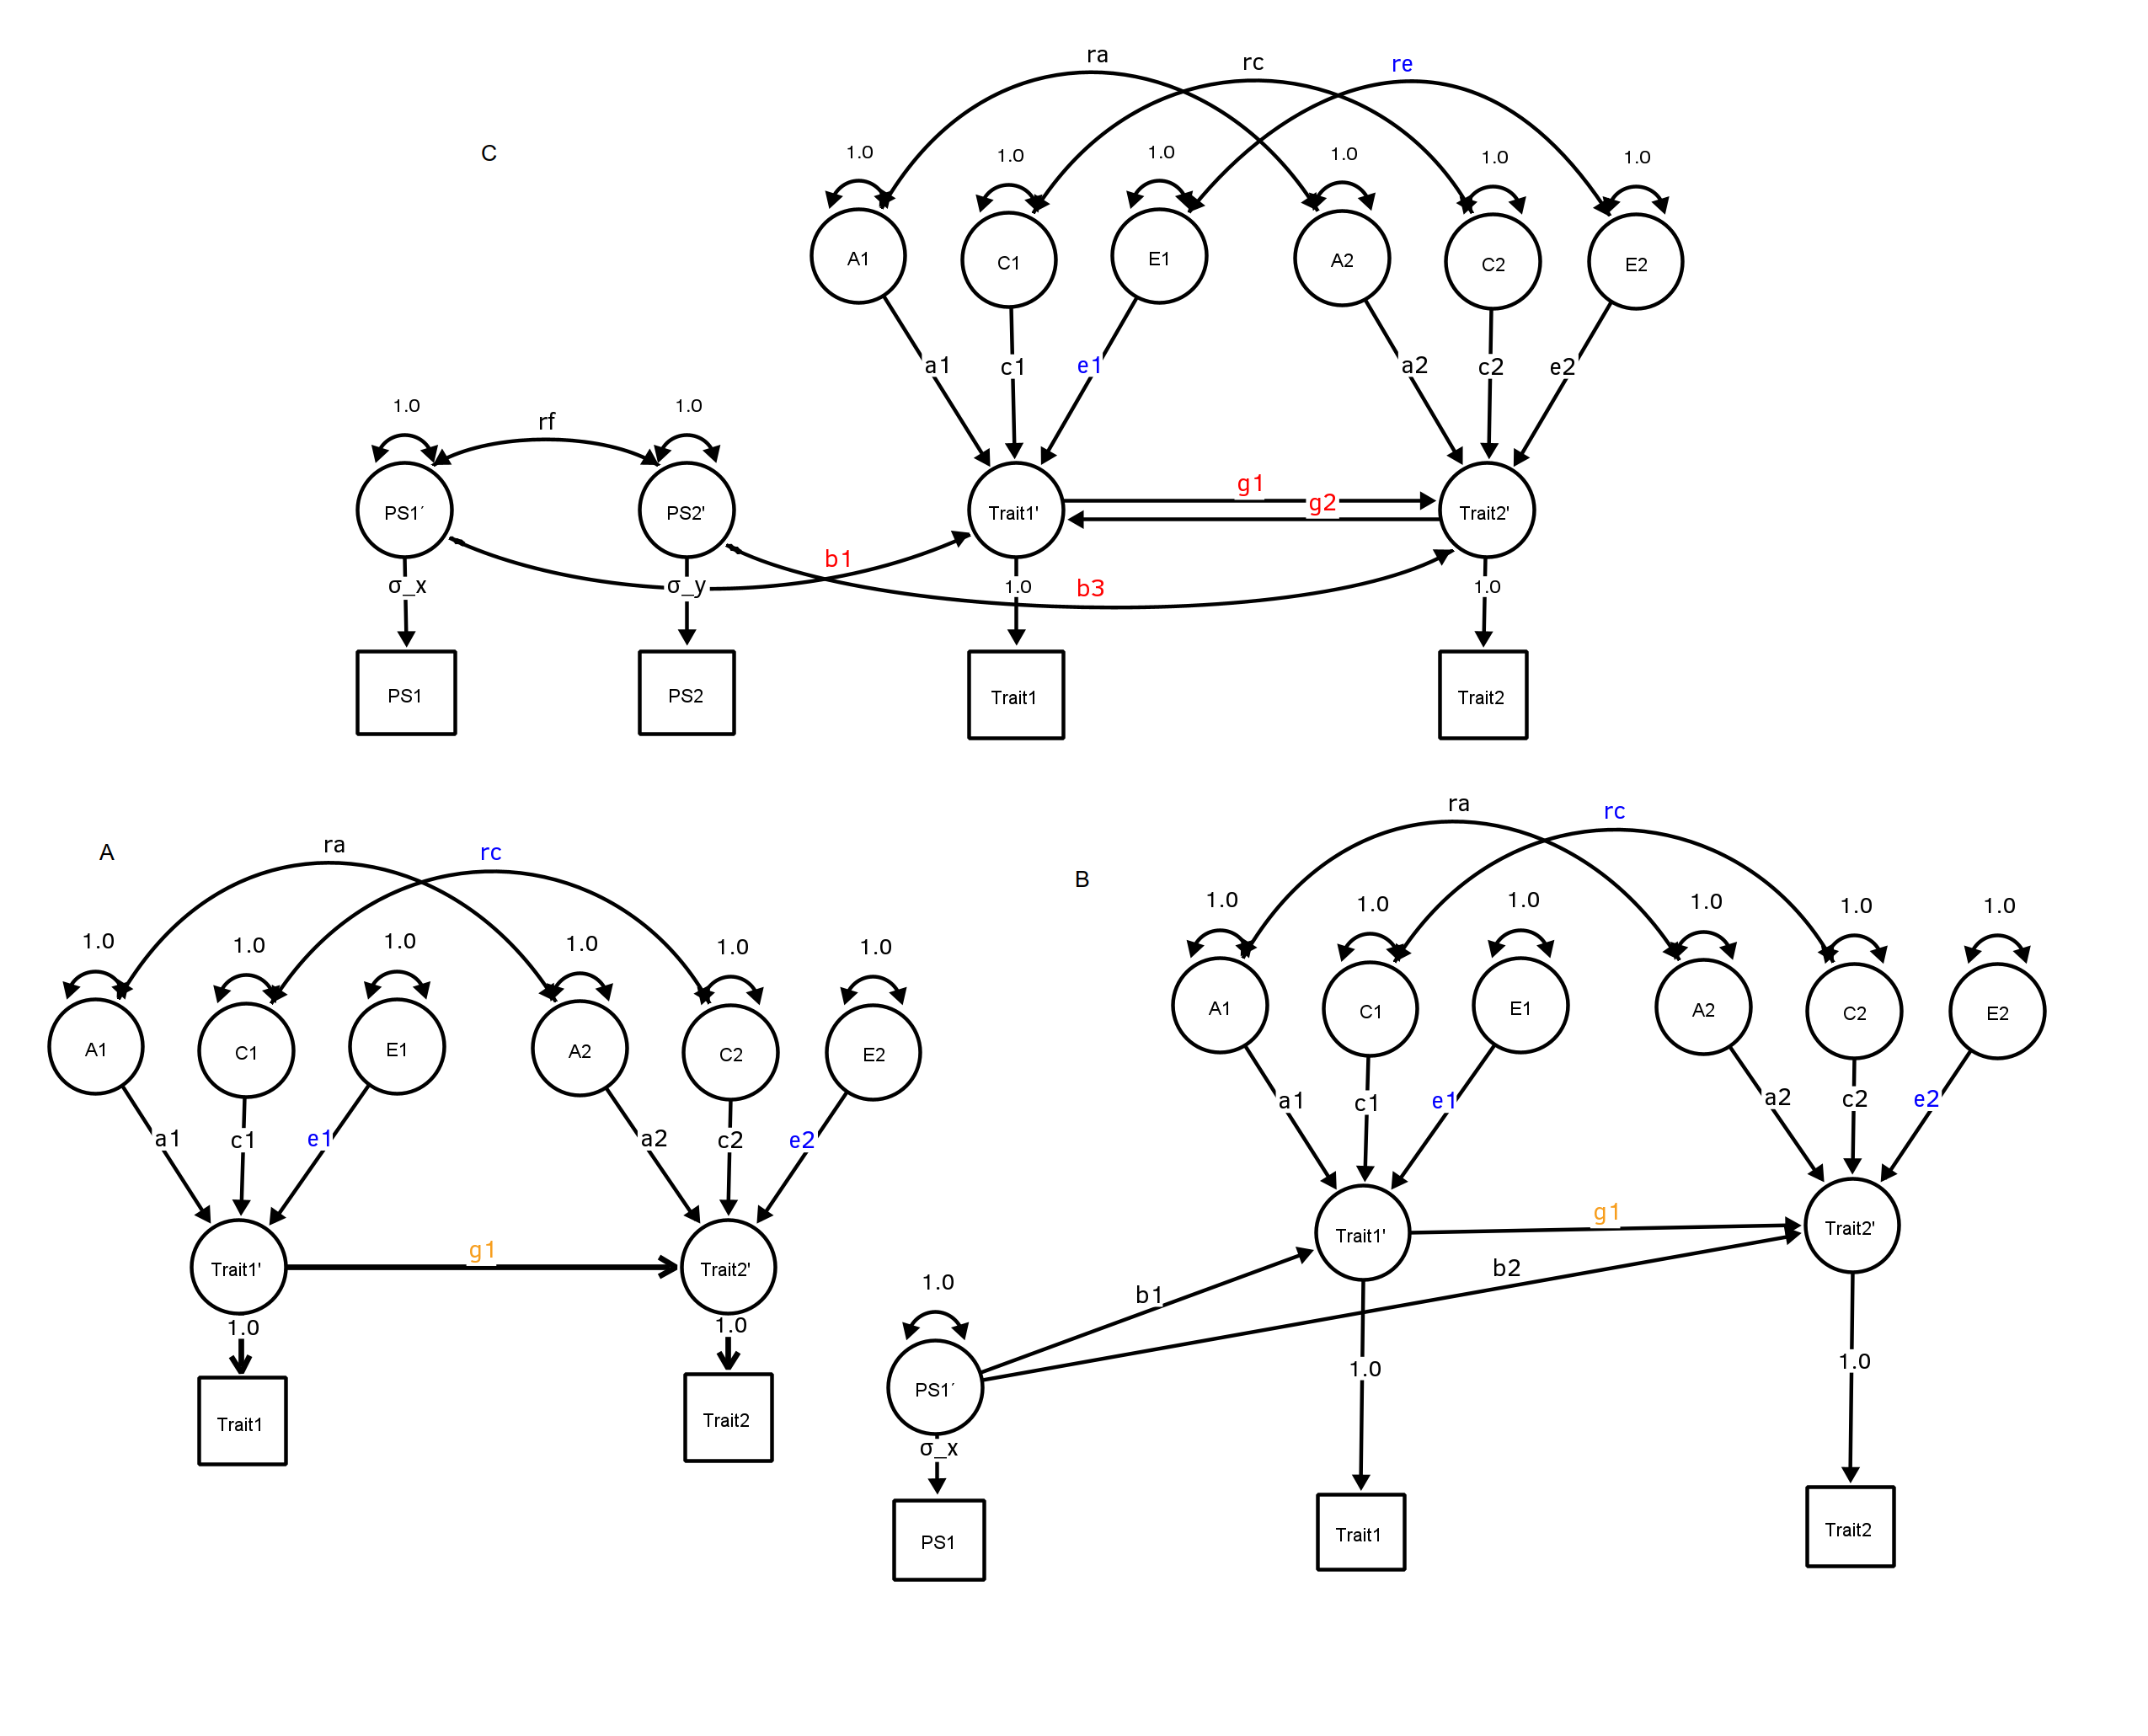 ra rc re
C
1.0 1.0 1.0 1.0 1.0 1.0
A1 C1 E1 A2 C2 E2
a1 c1 e1 a2 c2 e2
1.0 rf 1.0
g1
g2
PS1′ PS2' Trait1' Trait2'
b1
σ_x σ_y 1.0 b3 1.0
PS1 PS2 Trait1 Trait2
A
ra rc
1.0 1.0 1.0 1.0 1.0 1.0
A1 C1 E1 A2 C2 E2
a1 c1 e1 a2 c2 e2
g1
Trait1' Trait2'
1.0 1.0
Trait1 Trait2
B
ra rc
1.0 1.0 1.0 1.0 1.0 1.0
A1 C1 E1 A2 C2 E2
a1 c1 e1 a2 c2 e2
g1
Trait1' Trait2'
1.0 b1 b2
PS1′ 1.0 1.0
σ_x
PS1 Trait1 Trait2